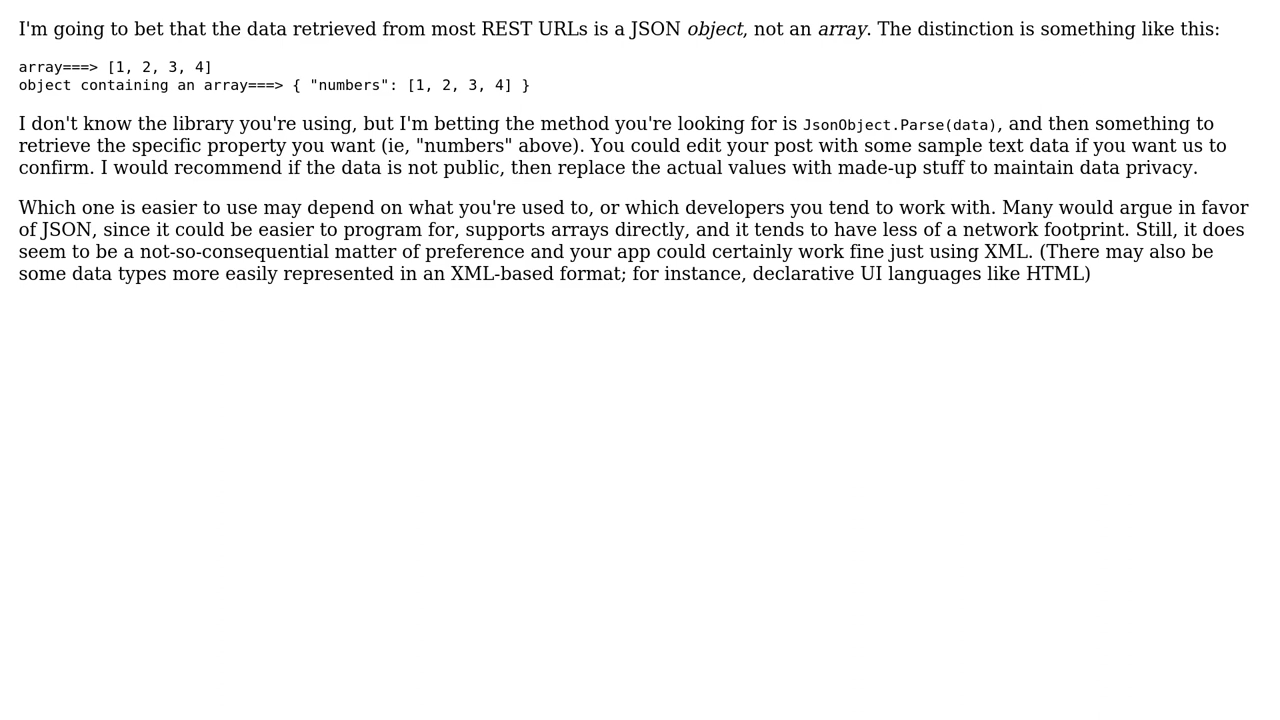 I'm going to bet that the data retrieved from most REST URLs is a JSON object, not an array. The distinction is something like this:
array===> [1, 2, 3, 4]
object containing an array===> { "numbers": [1, 2, 3, 4] }
I don't know the library you're using, but I'm betting the method you're looking for is JsonObject.Parse(data), and then something to
retrieve the specific property you want (ie, "numbers" above). You could edit your post with some sample text data if you want us to
confirm. I would recommend if the data is not public, then replace the actual values with made-up stuff to maintain data privacy.
Which one is easier to use may depend on what you're used to, or which developers you tend to work with. Many would argue in favor
of JSON, since it could be easier to program for, supports arrays directly, and it tends to have less of a network footprint. Still, it does
seem to be a not-so-consequential matter of preference and your app could certainly work fine just using XML. (There may also be
some data types more easily represented in an XML-based format; for instance, declarative UI languages like HTML)